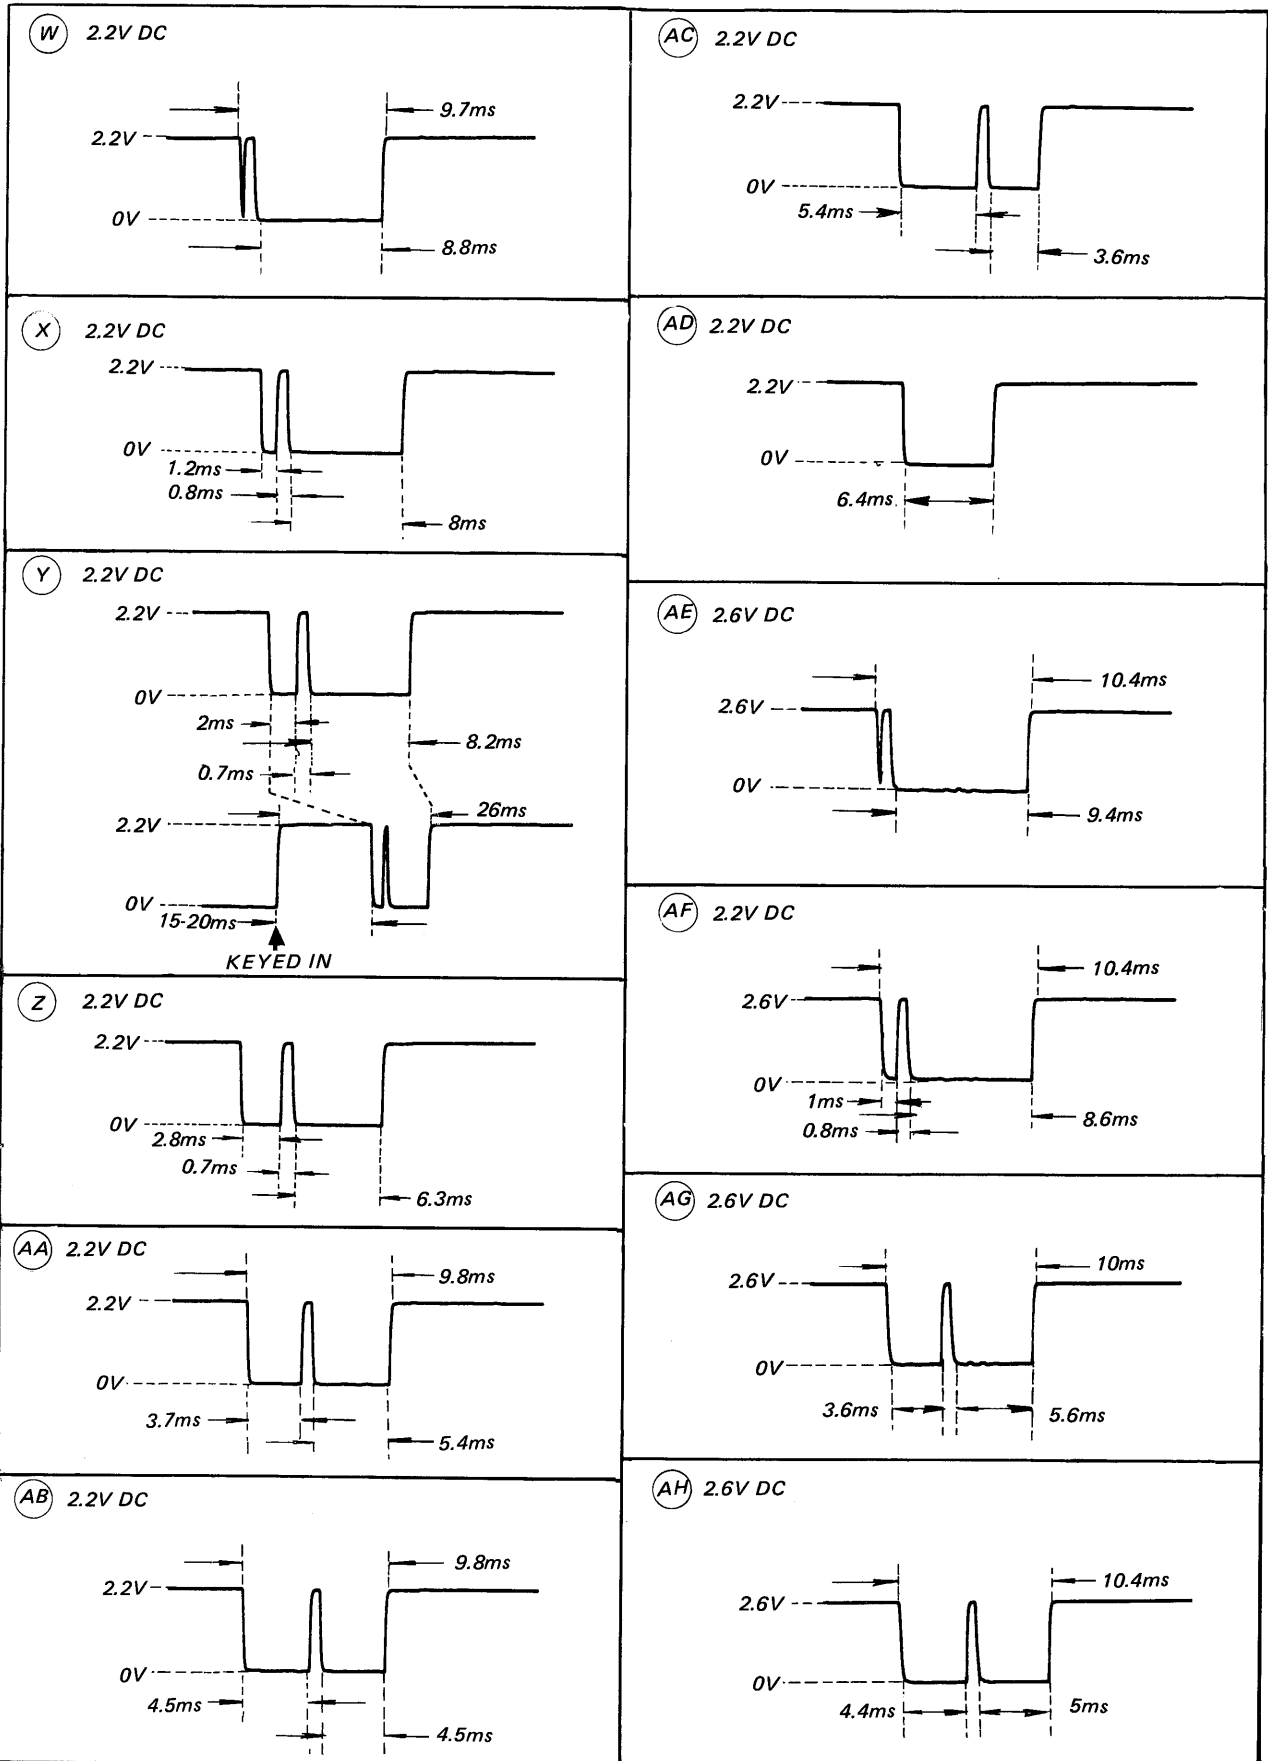 W 2.2V DC
9.7ms
2.2V
0V
8.8ms
X 2.2V DC
2.2V
0V
1.2ms
0.8ms
8ms
Y 2.2V DC
2.2V
0V
2ms
8.2ms
0.7ms
26ms
2.2V
0V
15-20ms
KEYED IN
Z 2.2V DC
2.2V
0V
2.8ms
0.7ms
6.3ms
AA 2.2V DC
9.8ms
2.2V
0V
3.7ms
5.4ms
AB 2.2V DC
9.8ms
2.2V
0V
4.5ms
4.5ms
AC 2.2V DC
2.2V
0V
5.4ms
3.6ms
AD 2.2V DC
2.2V
0V
6.4ms
AE 2.6V DC
10.4ms
2.6V
0V
9.4ms
AF 2.2V DC
10.4ms
2.6V
0V
1ms
8.6ms
0.8ms
AG 2.6V DC
10ms
2.6V
0V
3.6ms
5.6ms
AH 2.6V DC
10.4ms
2.6V
0V
4.4ms
5ms